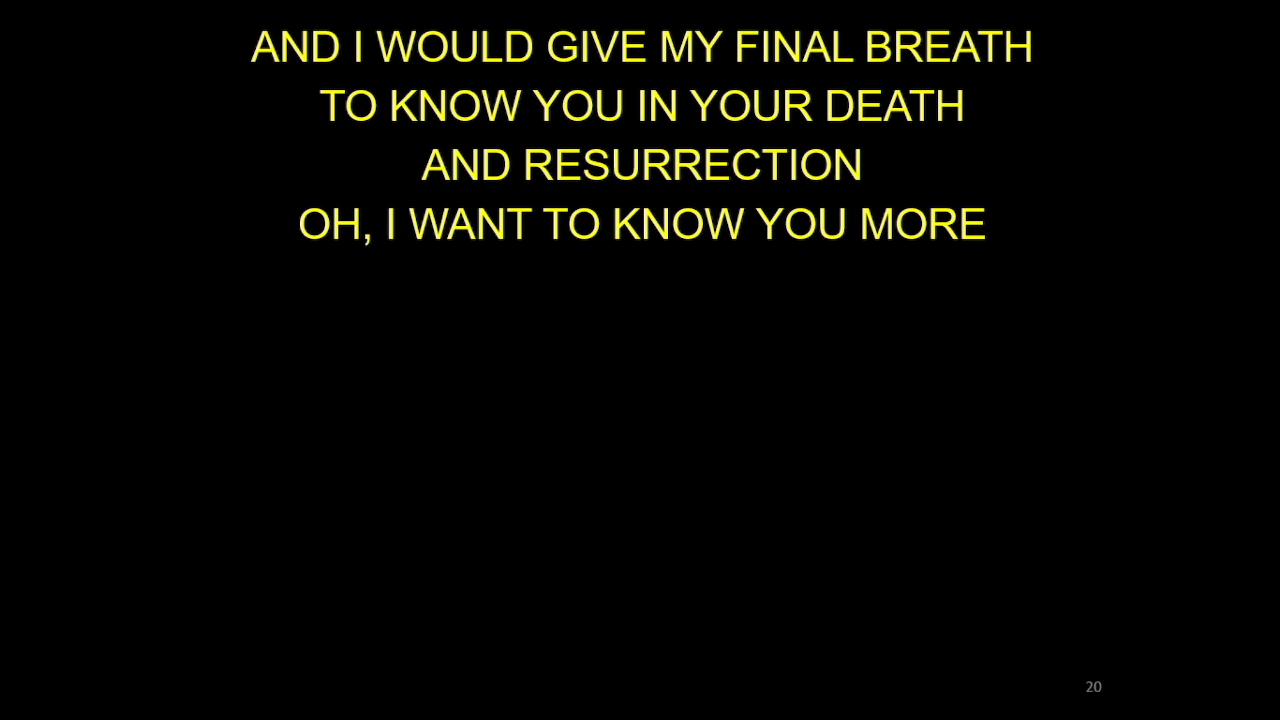 AND I WOULD GIVE MY FINAL BREATH
TO KNOW YOU IN YOUR DEATH
AND RESURRECTION
OH, I WANT TO KNOW YOU MORE
20